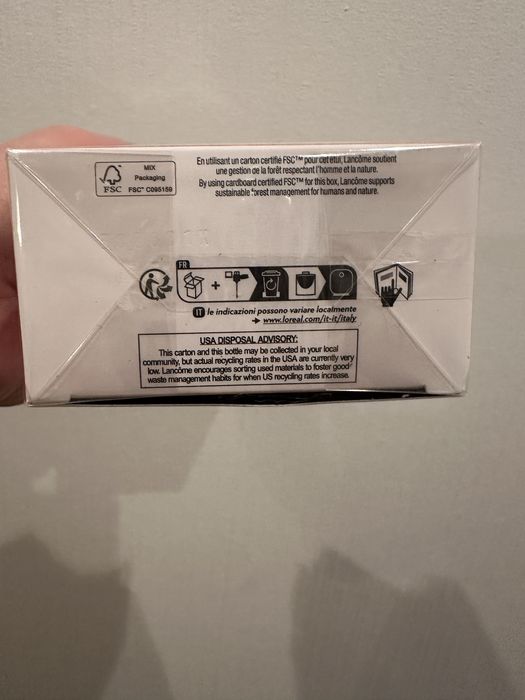 MIX
Packaging
FSC
FSC® C095159
En utilisant un carton certifié FSC™ pour cet étui, Lancôme soutient
une gestion de la forêt respectant l'homme et la nature.
By using cardboard certified FSC™ for this box, Lancôme supports
sustainable forest management for humans and nature.
FR
+
IT le indicazioni possono variare localmente
→ www.loreal.com/it-it/italy
USA DISPOSAL ADVISORY:
This carton and this bottle may be collected in your local
community, but actual recycling rates in the USA are currently very
low. Lancôme encourages sorting used materials to foster good
waste management habits for when US recycling rates increase.